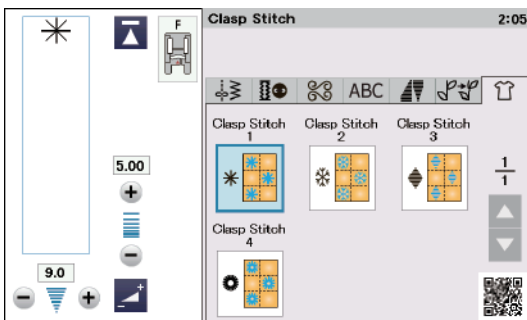 F
Clasp Stitch
2:05
ABC
Clasp Stitch
1
Clasp Stitch
2
Clasp Stitch
3
1
1
5.00
Clasp Stitch
4
9.0